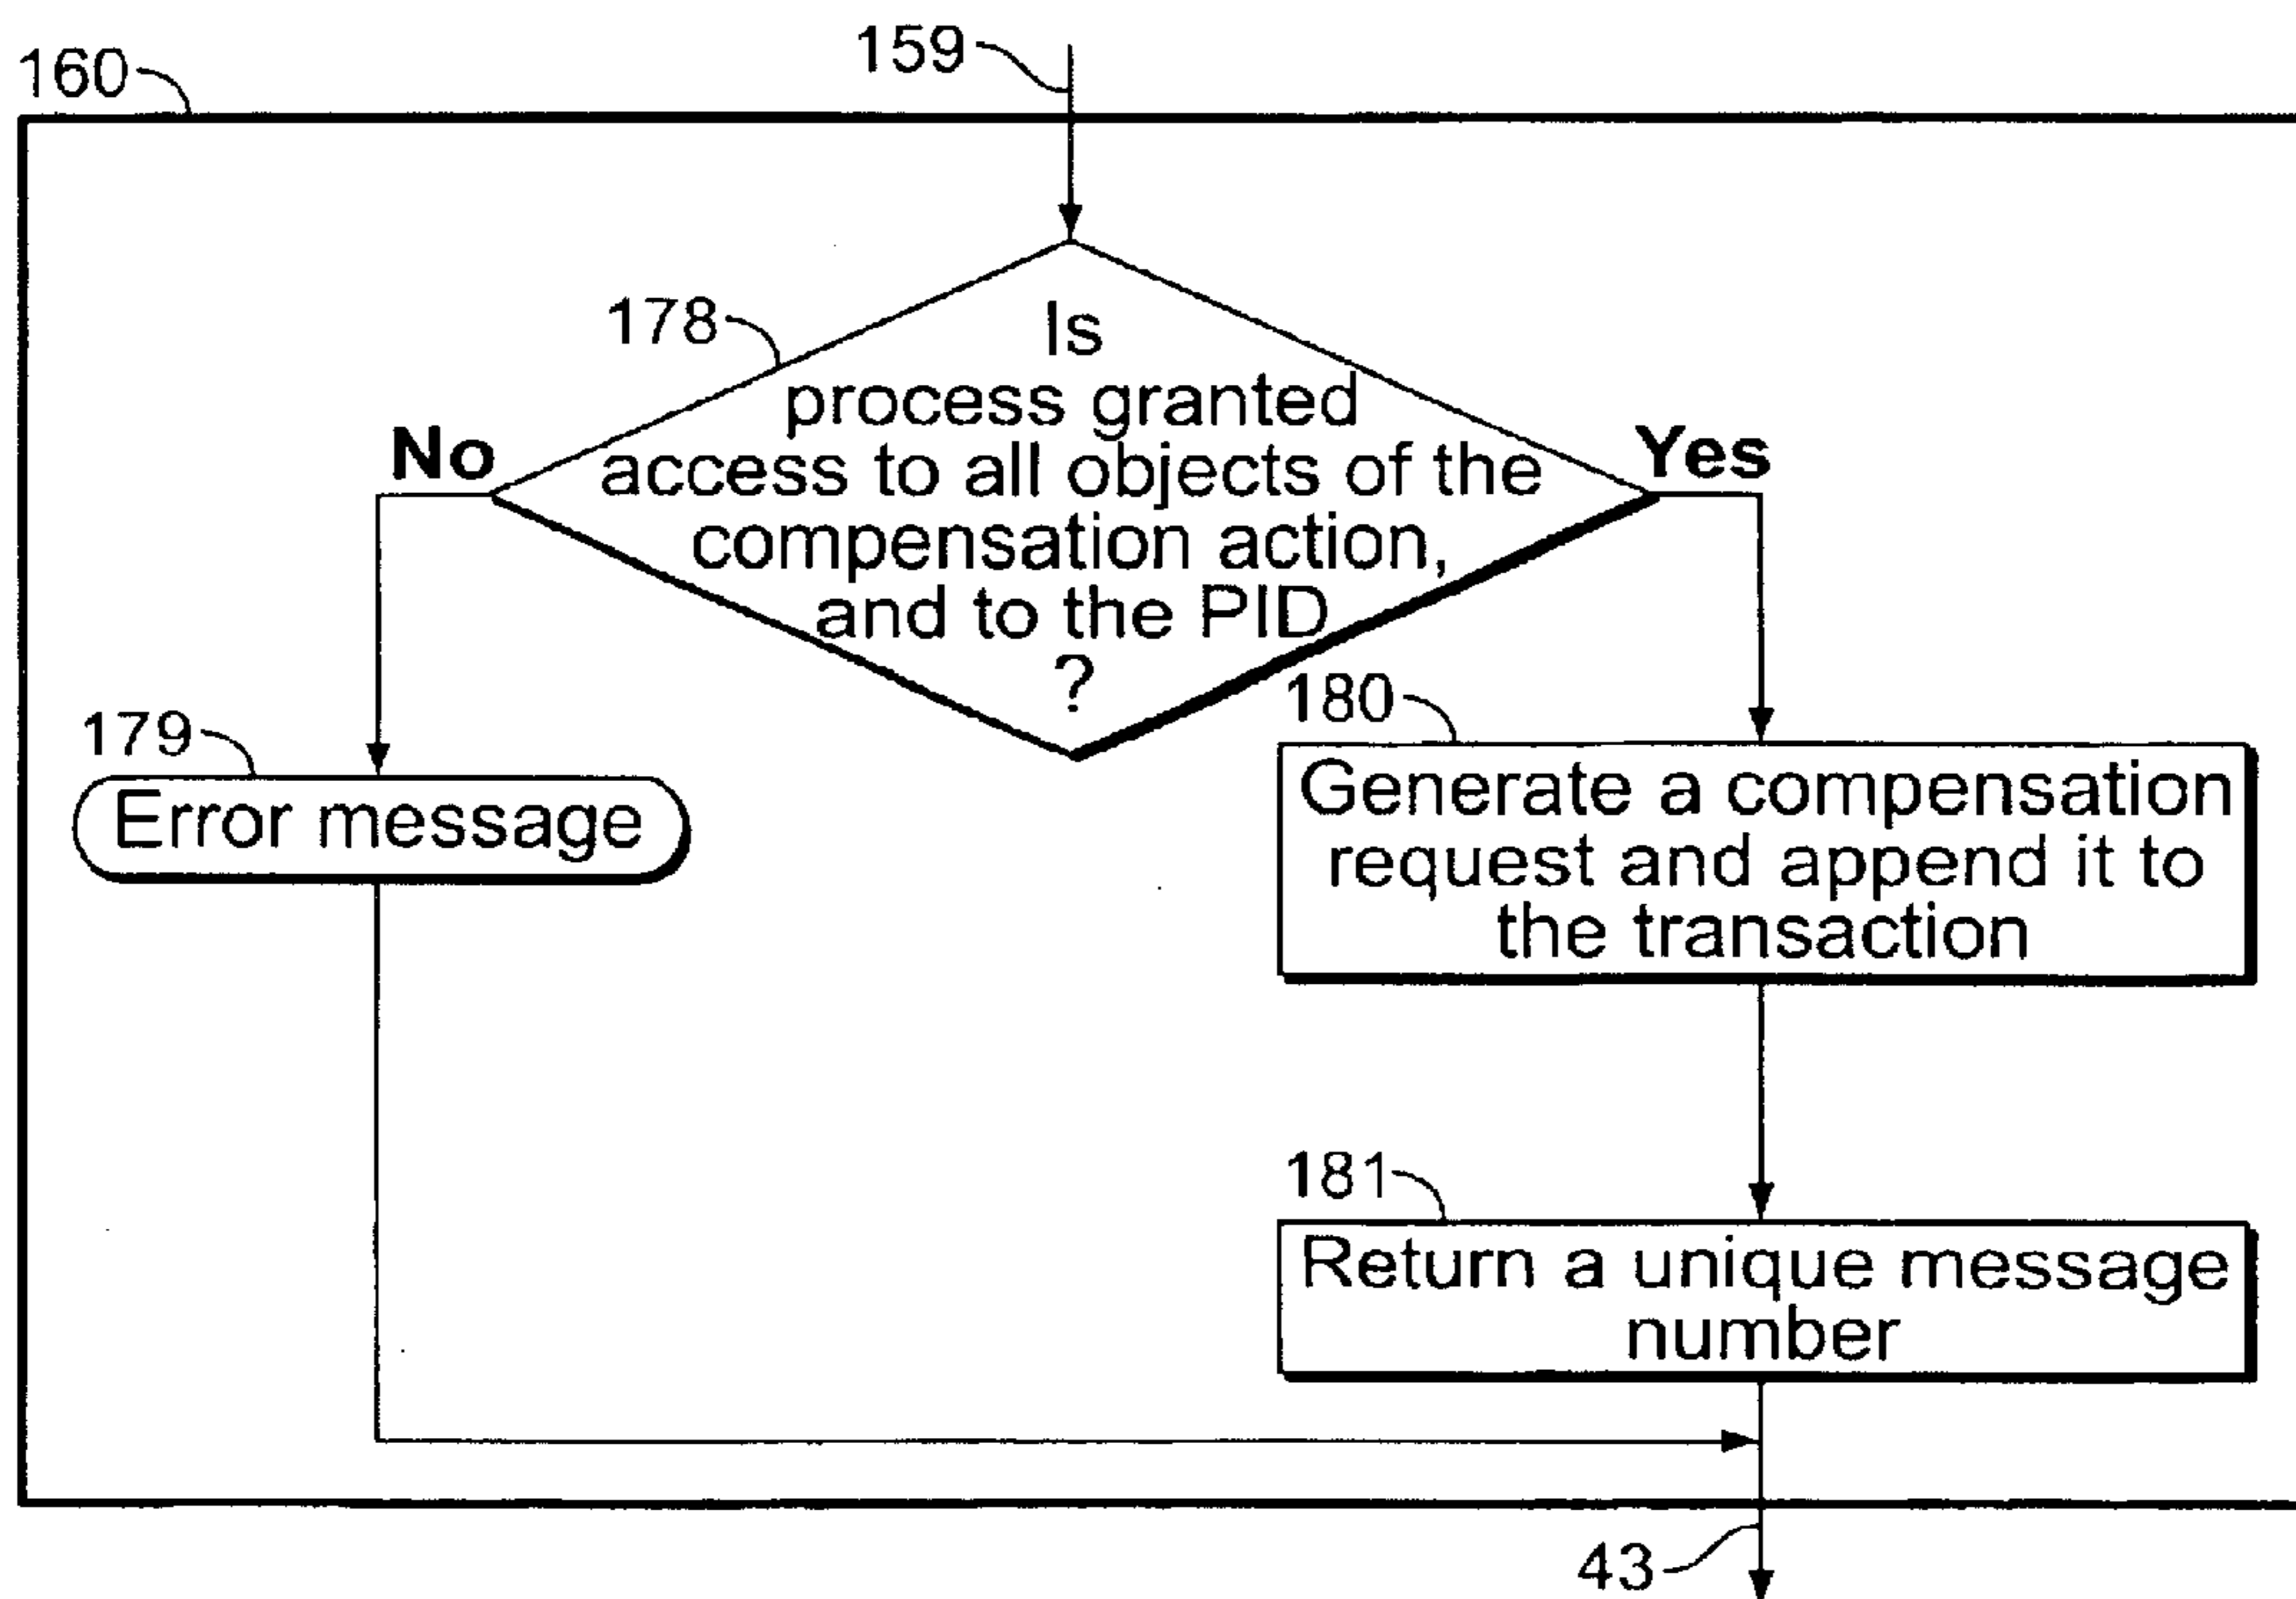 159
160
178
Is
process granted
access to all objects of the
compensation action,
and to the PID
?
No
Yes
179
Error message
180
Generate a compensation
request and append it to
the transaction
181
Return a unique message
number
43